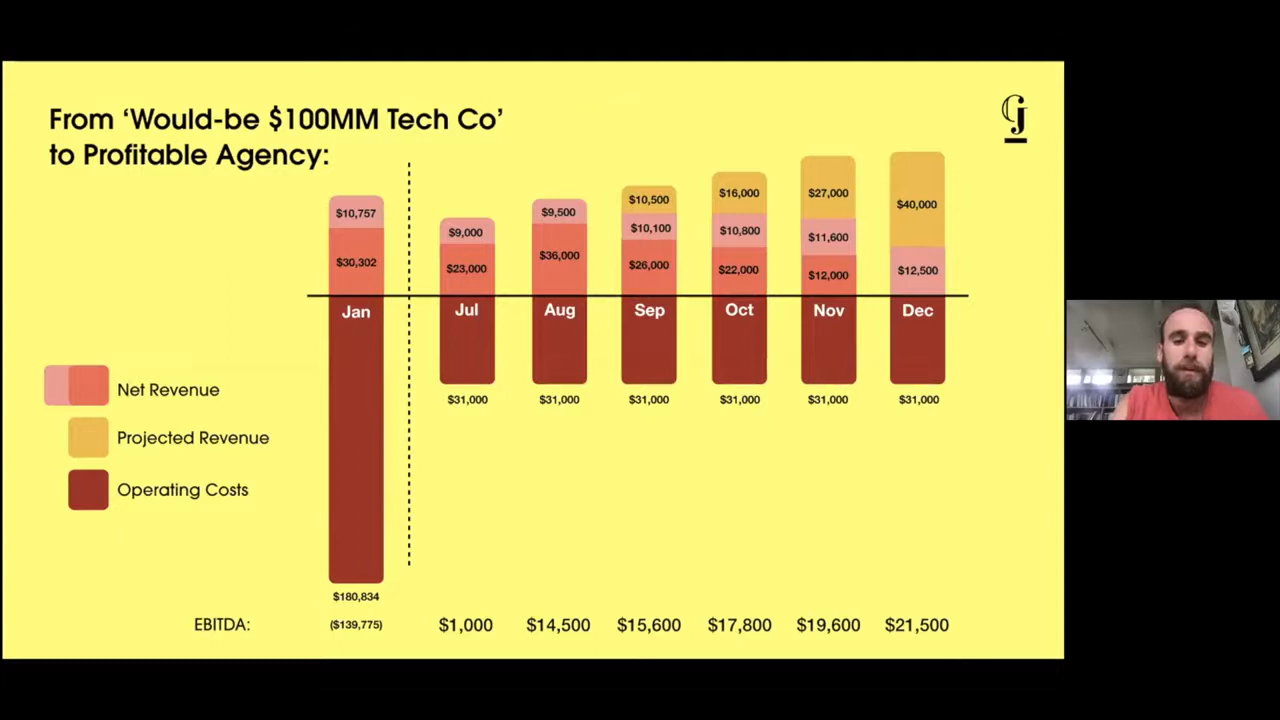 From ‘Would-be $100MM Tech Co’
to Profitable Agency:
CJ
$10,757
$30,302
Jan
$180,834
$9,000
$23,000
Jul
$31,000
$9,500
$36,000
Aug
$31,000
$10,500
$10,100
$26,000
Sep
$31,000
$16,000
$10,800
$22,000
Oct
$31,000
$27,000
$11,600
$12,000
Nov
$31,000
$40,000
$12,500
Dec
$31,000
Net Revenue
Projected Revenue
Operating Costs
EBITDA: ($139,775) $1,000 $14,500 $15,600 $17,800 $19,600 $21,500